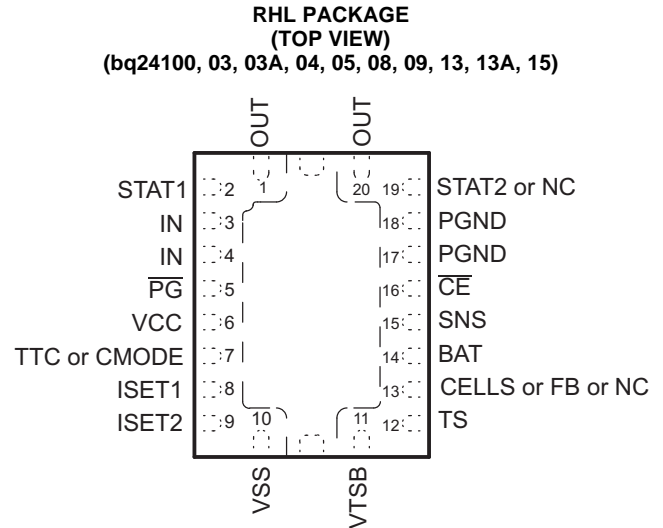 RHL PACKAGE
(TOP VIEW)
(bq24100, 03, 03A, 04, 05, 08, 09, 13, 13A, 15)
OUT OUT
1 20
STAT1 2 19 STAT2 or NC
IN 3 18 PGND
IN 4 17 PGND
PG 5 16 CE
VCC 6 15 SNS
TTC or CMODE 7 14 BAT
ISET1 8 13 CELLS or FB or NC
ISET2 9 12 TS
10 11
VSS VTSB